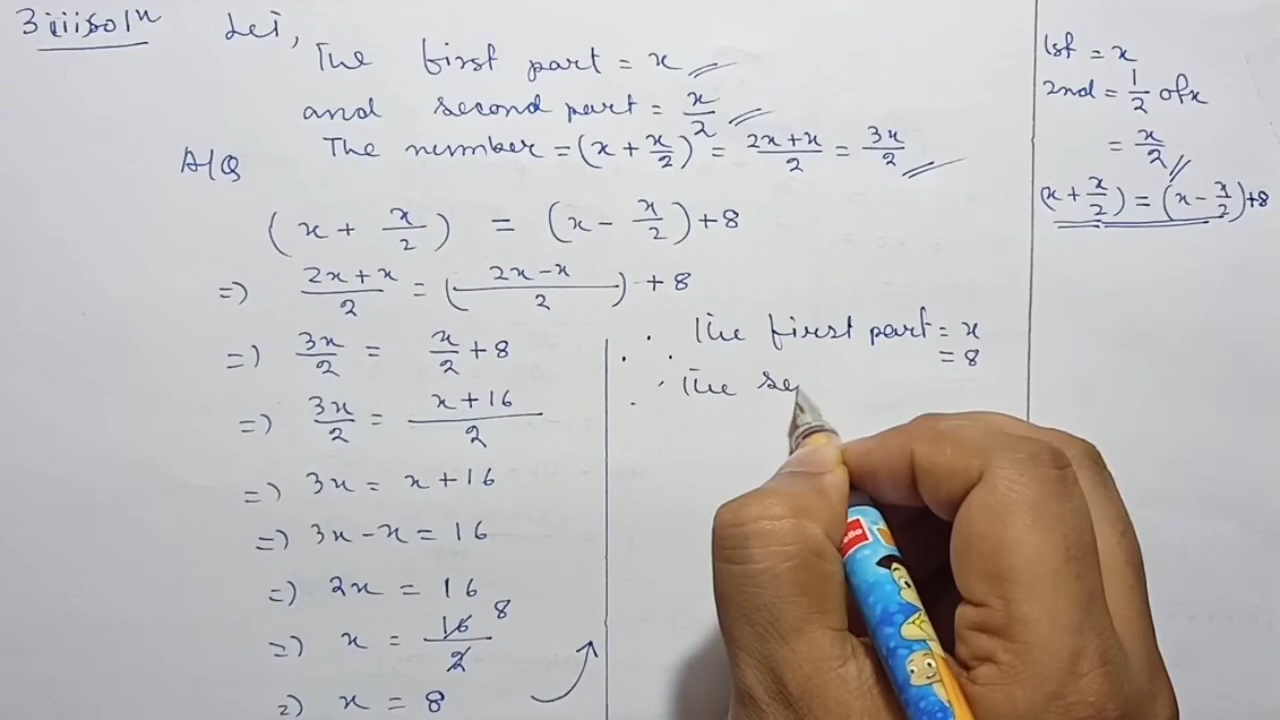 3 iii) solⁿ Let,
The first part = x
and second part = x/2
The number = (x + x/2) = (2x+x)/2 = 3x/2
A/Q
(x + x/2) = (x - x/2) + 8
=) (2x+x)/2 = ((2x-x)/2) + 8
=) 3x/2 = x/2 + 8
=) 3x/2 = (x+16)/2
=) 3x = x+16
=) 3x-x = 16
=) 2x = 16
=) x = 16/2 8
=) x = 8
∴ The first part = x
= 8
∴ The se
1st = x
2nd = 1/2 of x
= x/2
(x + x/2) = (x - x/2) + 8